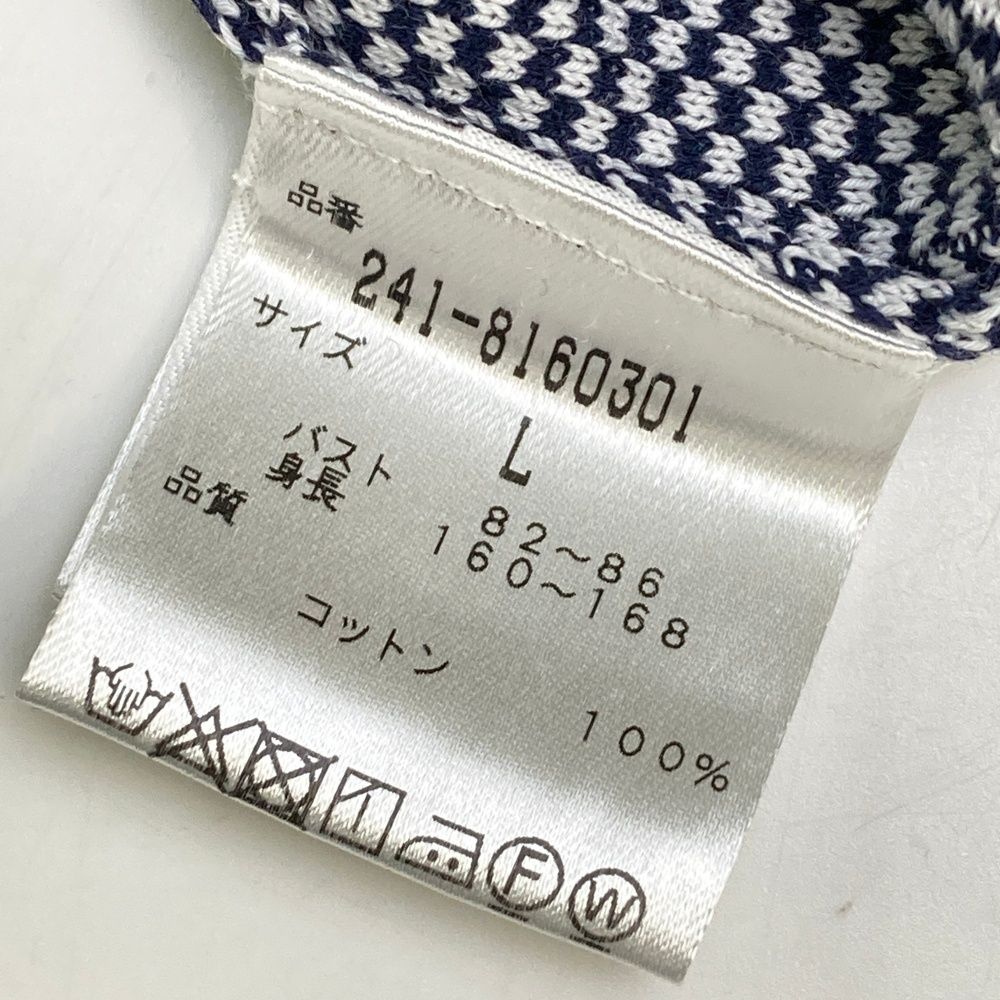 品番
241-8160301
サイズ
L
バスト 82～86
身長 160～168
品質
コットン 100%
F W